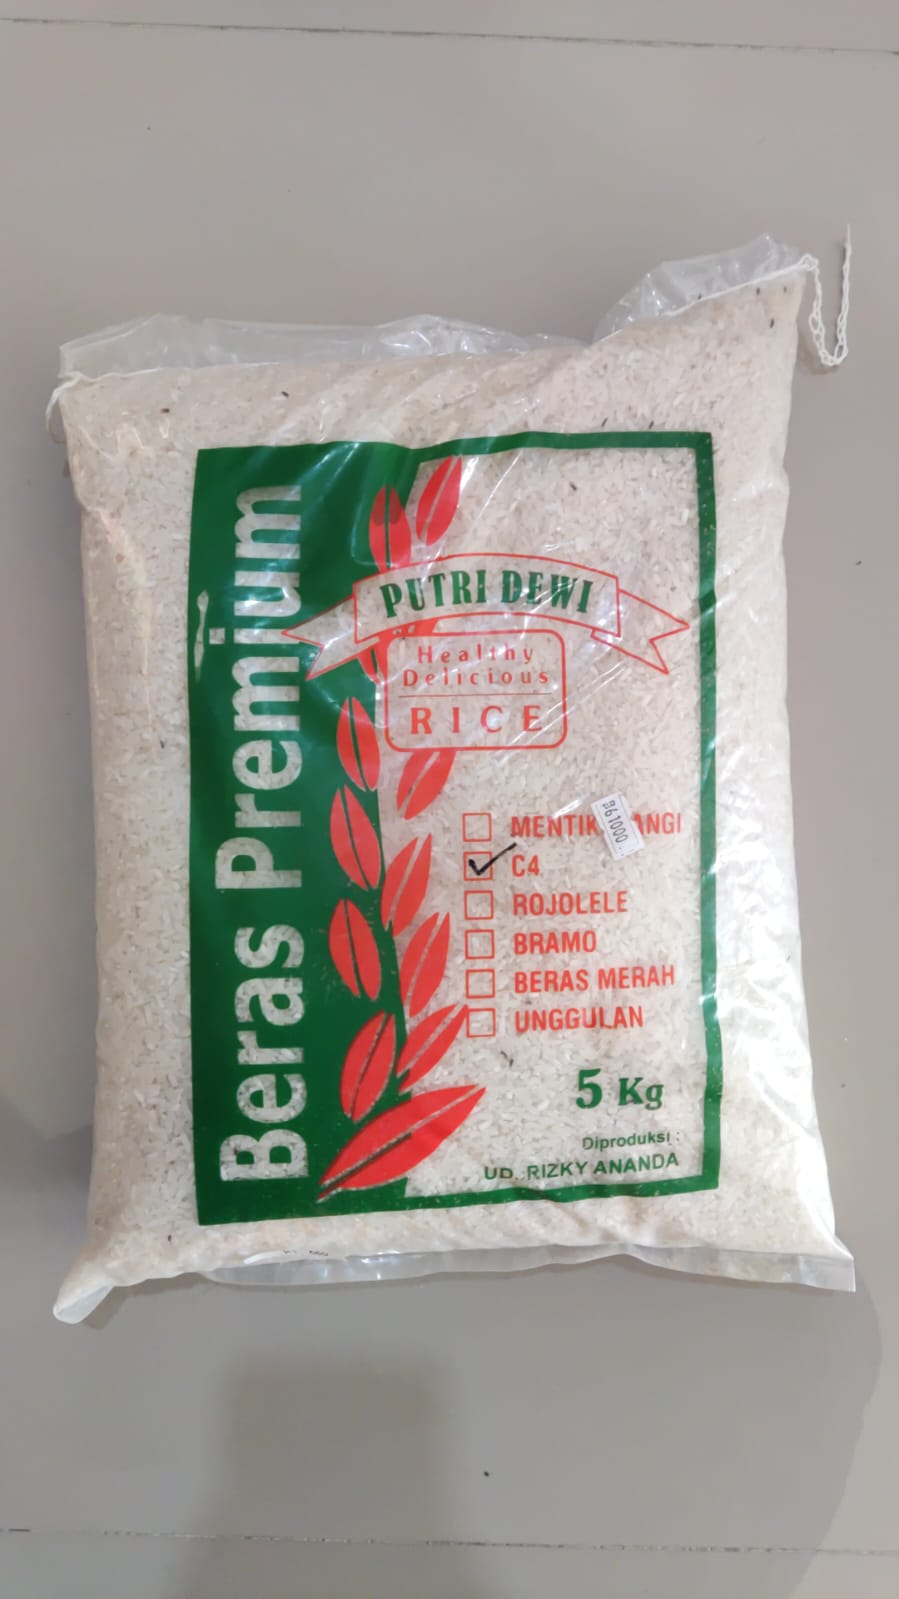 Beras Premium
PUTRI DEWI
Healthy
Delicious
RICE
61000
C4
ROJOLELE
BRAMO
BERAS MERAH
UNGGULAN
5 Kg
Diproduksi :
UD. RIZKY ANANDA